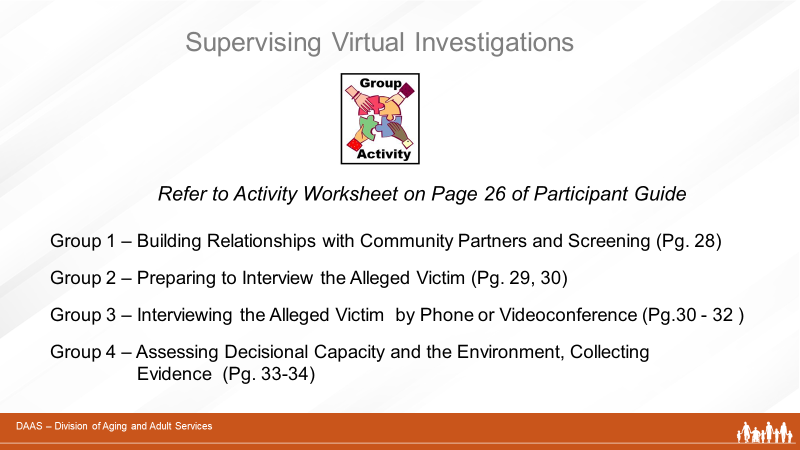 Supervising Virtual Investigations
Group
Activity
Refer to Activity Worksheet on Page 26 of Participant Guide
Group 1 – Building Relationships with Community Partners and Screening (Pg. 28)
Group 2 – Preparing to Interview the Alleged Victim (Pg. 29, 30)
Group 3 – Interviewing the Alleged Victim by Phone or Videoconference (Pg.30 - 32 )
Group 4 – Assessing Decisional Capacity and the Environment, Collecting
Evidence (Pg. 33-34)
DAAS – Division of Aging and Adult Services